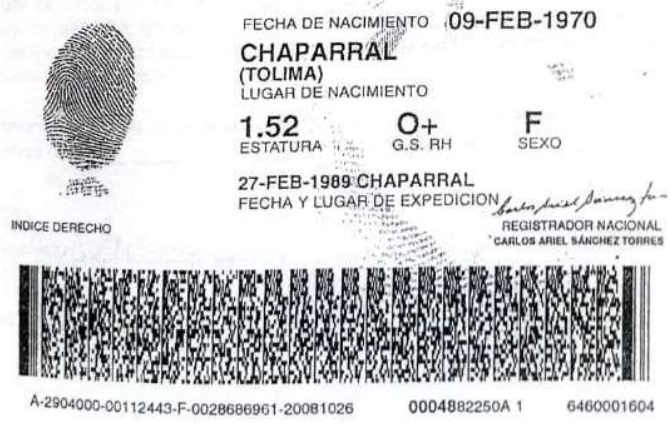 FECHA DE NACIMIENTO 09-FEB-1970
CHAPARRAL
(TOLIMA)
LUGAR DE NACIMIENTO
1.52 O+ F
ESTATURA G.S. RH SEXO
27-FEB-1989 CHAPARRAL
FECHA Y LUGAR DE EXPEDICION
INDICE DERECHO
REGISTRADOR NACIONAL
CARLOS ARIEL SÁNCHEZ TORRES
A-2904000-00112443-F-0028686961-20081026 0004882250A 1 6460001604